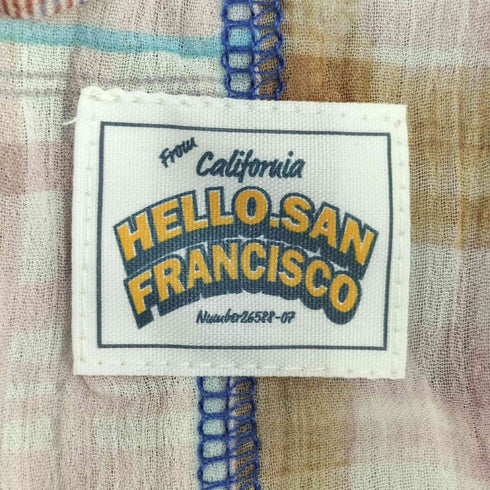 From California
HELLO.SAN
FRANCISCO
Number26588-07